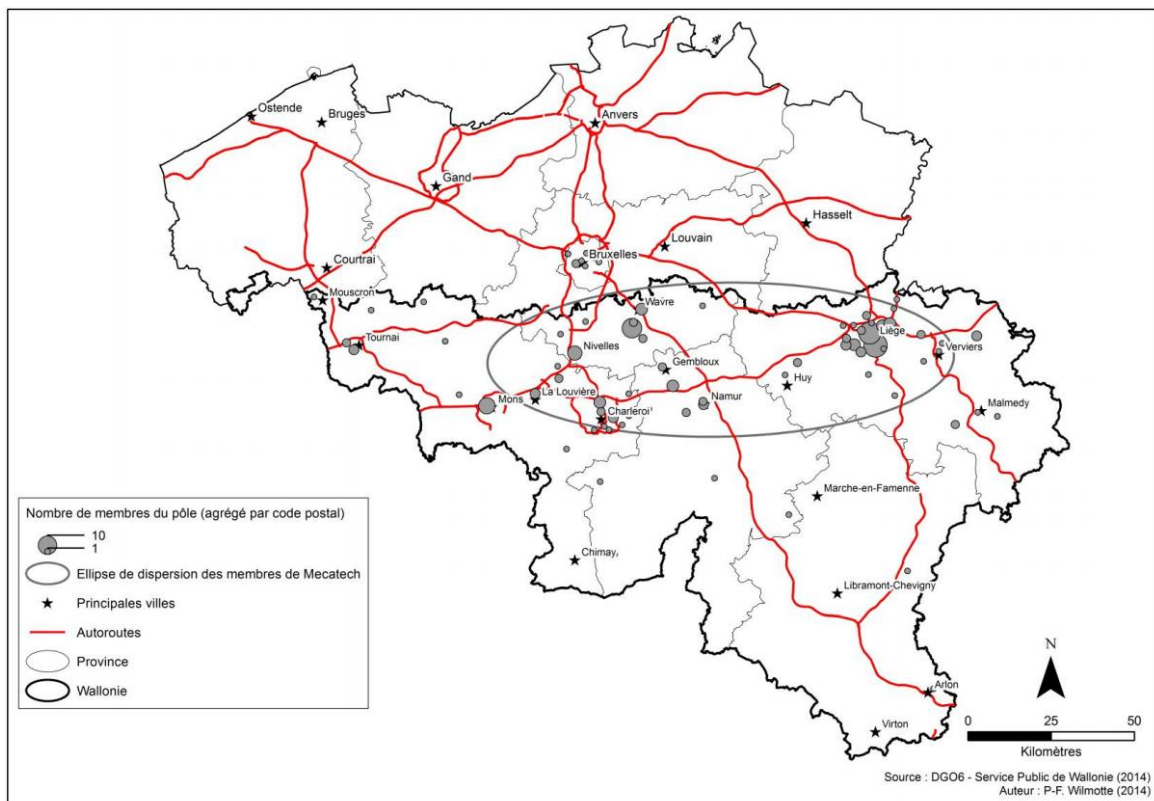 Ostende
Bruges
Anvers
Gand
Hasselt
Louvain
Bruxelles
Courtrai
Mouscron
Wavre
Tournai
Liège
Nivelles
Verviers
Gembloux
Huy
La Louvière
Mons
Namur
Charleroi
Malmedy
Marche-en-Famenne
Chimay
Libramont-Chevigny
Arlon
Virton
Nombre de membres du pôle (agrégé par code postal)
10
1
Ellipse de dispersion des membres de Mecatech
Principales villes
Autoroutes
Province
Wallonie
N
0 25 50
Kilomètres
Source : DGO6 - Service Public de Wallonie (2014)
Auteur : P-F. Wilmotte (2014)